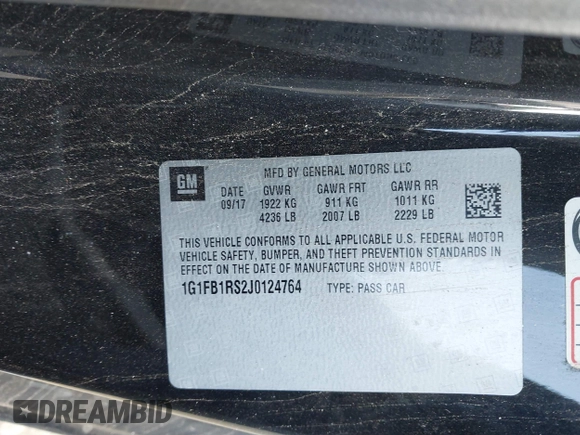 MFD BY GENERAL MOTORS LLC
GM
DATE GVWR GAWR FRT GAWR RR
09/17 1922 KG 911 KG 1011 KG
4236 LB 2007 LB 2229 LB
THIS VEHICLE CONFORMS TO ALL APPLICABLE U.S. FEDERAL MOTOR
VEHICLE SAFETY, BUMPER, AND THEFT PREVENTION STANDARDS IN
EFFECT ON THE DATE OF MANUFACTURE SHOWN ABOVE.
1G1FB1RS2J0124764 TYPE: PASS CAR
DREAMBID